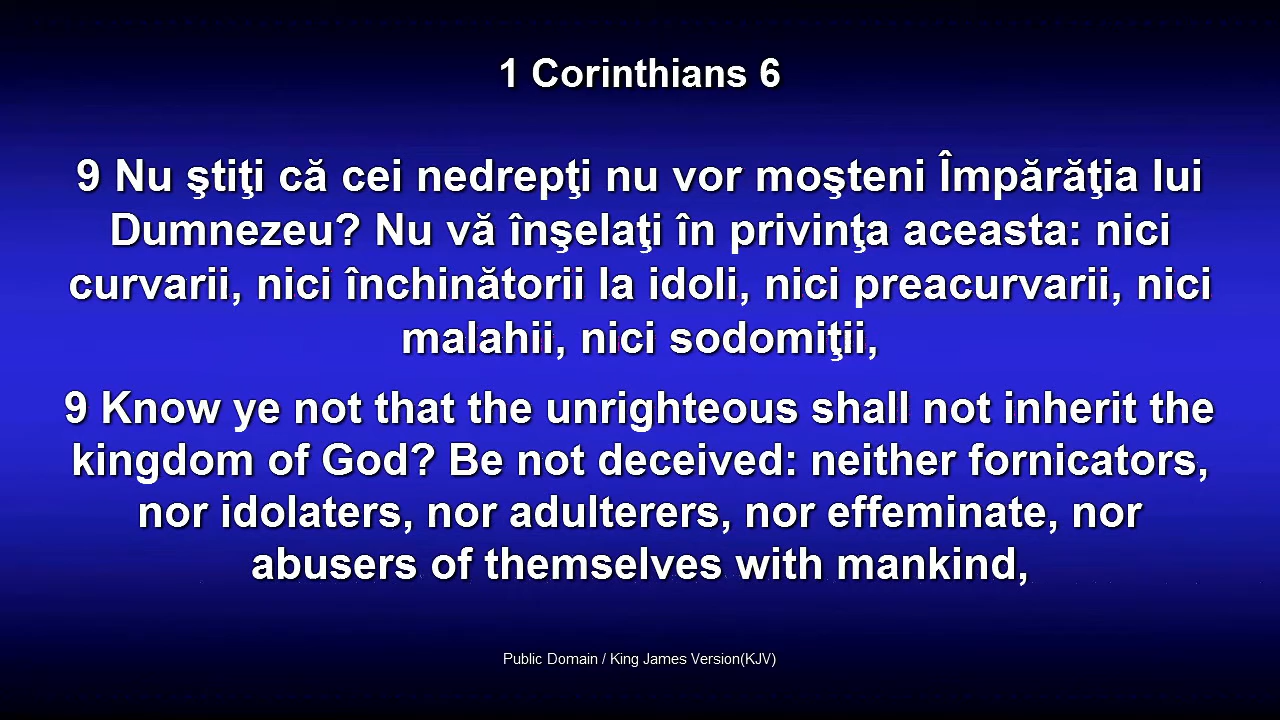 1 Corinthians 6
9 Nu ştiţi că cei nedrepţi nu vor moşteni Împărăţia lui
Dumnezeu? Nu vă înşelaţi în privinţa aceasta: nici
curvarii, nici închinătorii la idoli, nici preacurvarii, nici
malahii, nici sodomiţii,
9 Know ye not that the unrighteous shall not inherit the
kingdom of God? Be not deceived: neither fornicators,
nor idolaters, nor adulterers, nor effeminate, nor
abusers of themselves with mankind,
Public Domain / King James Version(KJV)